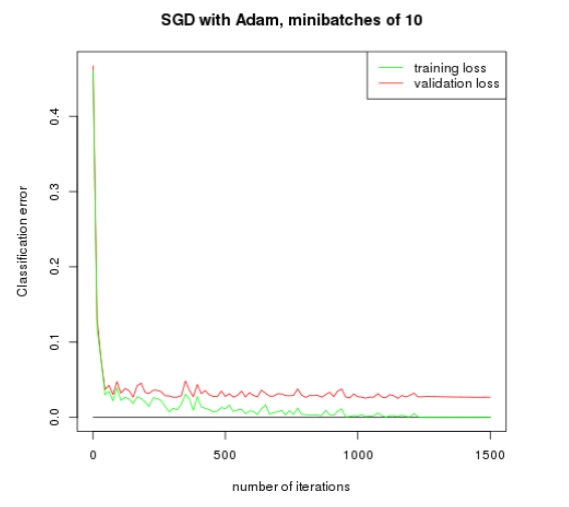 SGD with Adam, minibatches of 10
training loss
validation loss
Classification error
0.4
0.3
0.2
0.1
0.0
0 500 1000 1500
number of iterations